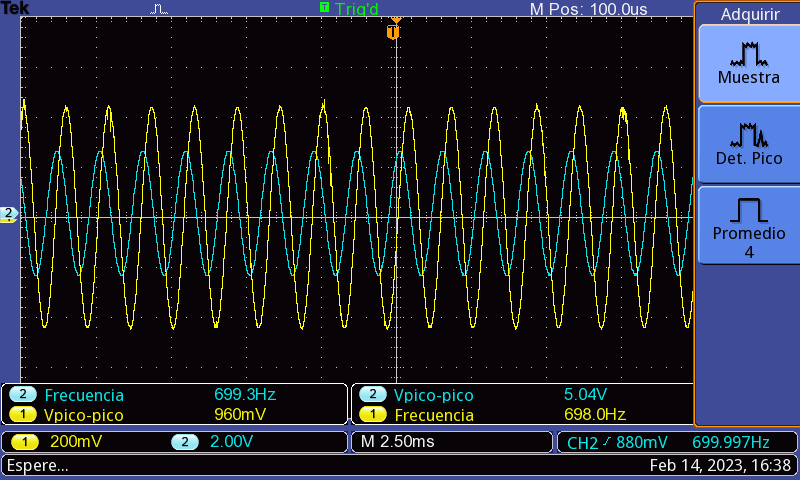 Tek T Trig'd M Pos: 100.0us
T
Adquirir
Muestra
Det. Pico
Promedio
4
2
2 Frecuencia 699.3Hz 2 Vpico-pico 5.04V
1 Vpico-pico 960mV 1 Frecuencia 698.0Hz
1 200mV 2 2.00V M 2.50ms CH2 880mV 699.997Hz
Espere... Feb 14, 2023, 16:38